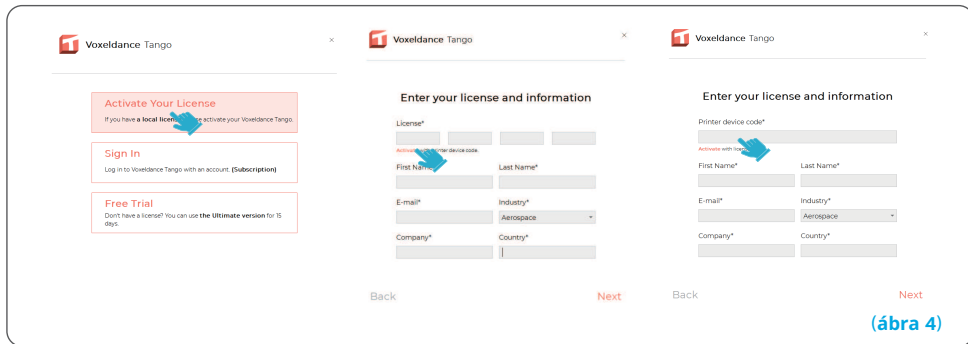 Voxeldance Tango
×
Activate Your License
If you have a local licen e activate your Voxeldance Tango.
Sign In
Log in to Voxeldance Tango with an account. (Subscription)
Free Trial
Don't have a license? You can use the Ultimate version for 15
days.
Voxeldance Tango
×
Enter your license and information
License*
Activate with printer device code.
First Name*
Last Name*
E-mail*
Industry*
Aerospace
Company*
Country*
Back
Next
Voxeldance Tango
×
Enter your license and information
Printer device code*
Activate with licen
First Name*
Last Name*
E-mail*
Industry*
Aerospace
Company*
Country*
Back
Next
(ábra 4)